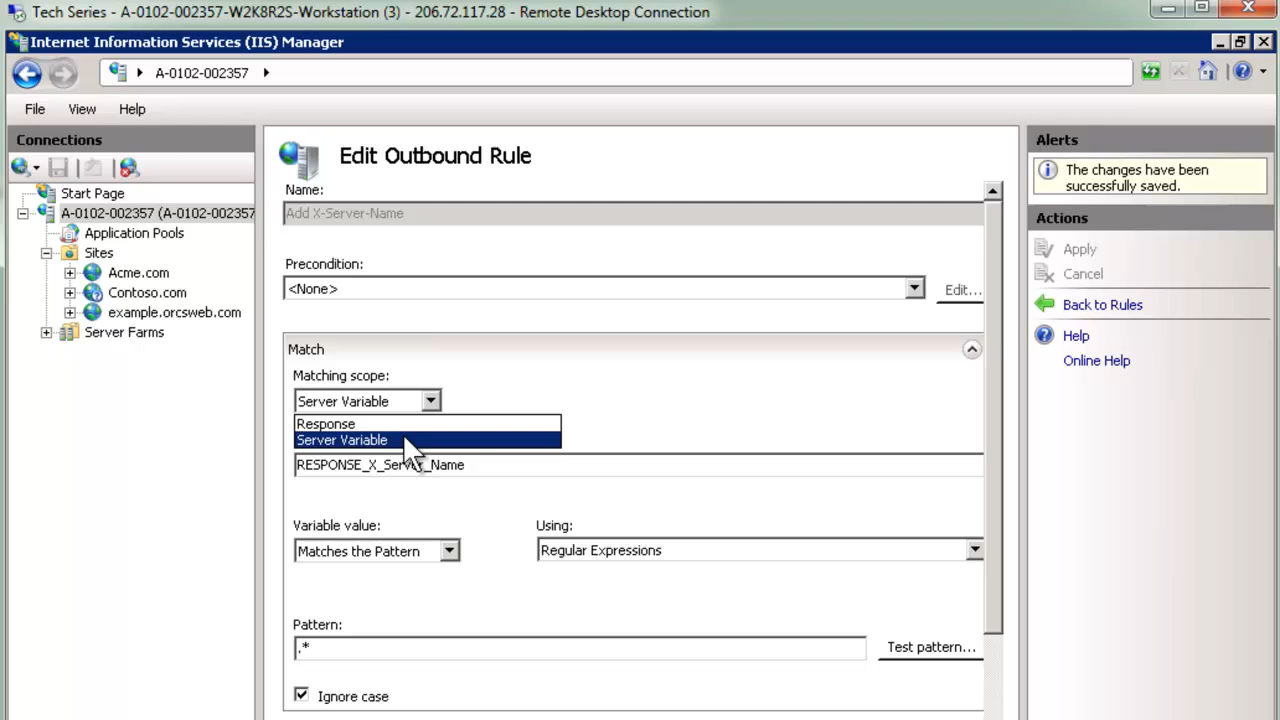 Tech Series - A-0102-002357-W2K8R2S-Workstation (3) - 206.72.117.28 - Remote Desktop Connection
Internet Information Services (IIS) Manager
A-0102-002357
File View Help
Connections
Start Page
A-0102-002357 (A-0102-002357
Application Pools
Sites
Acme.com
Contoso.com
example.orcsweb.com
Server Farms
Edit Outbound Rule
Name:
Add X-Server-Name
Precondition:
<None>
Edit...
Match
Matching scope:
Server Variable
Response
Server Variable
RESPONSE_X_Server_Name
Variable value:
Using:
Matches the Pattern
Regular Expressions
Pattern:
.*
Test pattern...
Ignore case
Alerts
The changes have been
successfully saved.
Actions
Apply
Cancel
Back to Rules
Help
Online Help